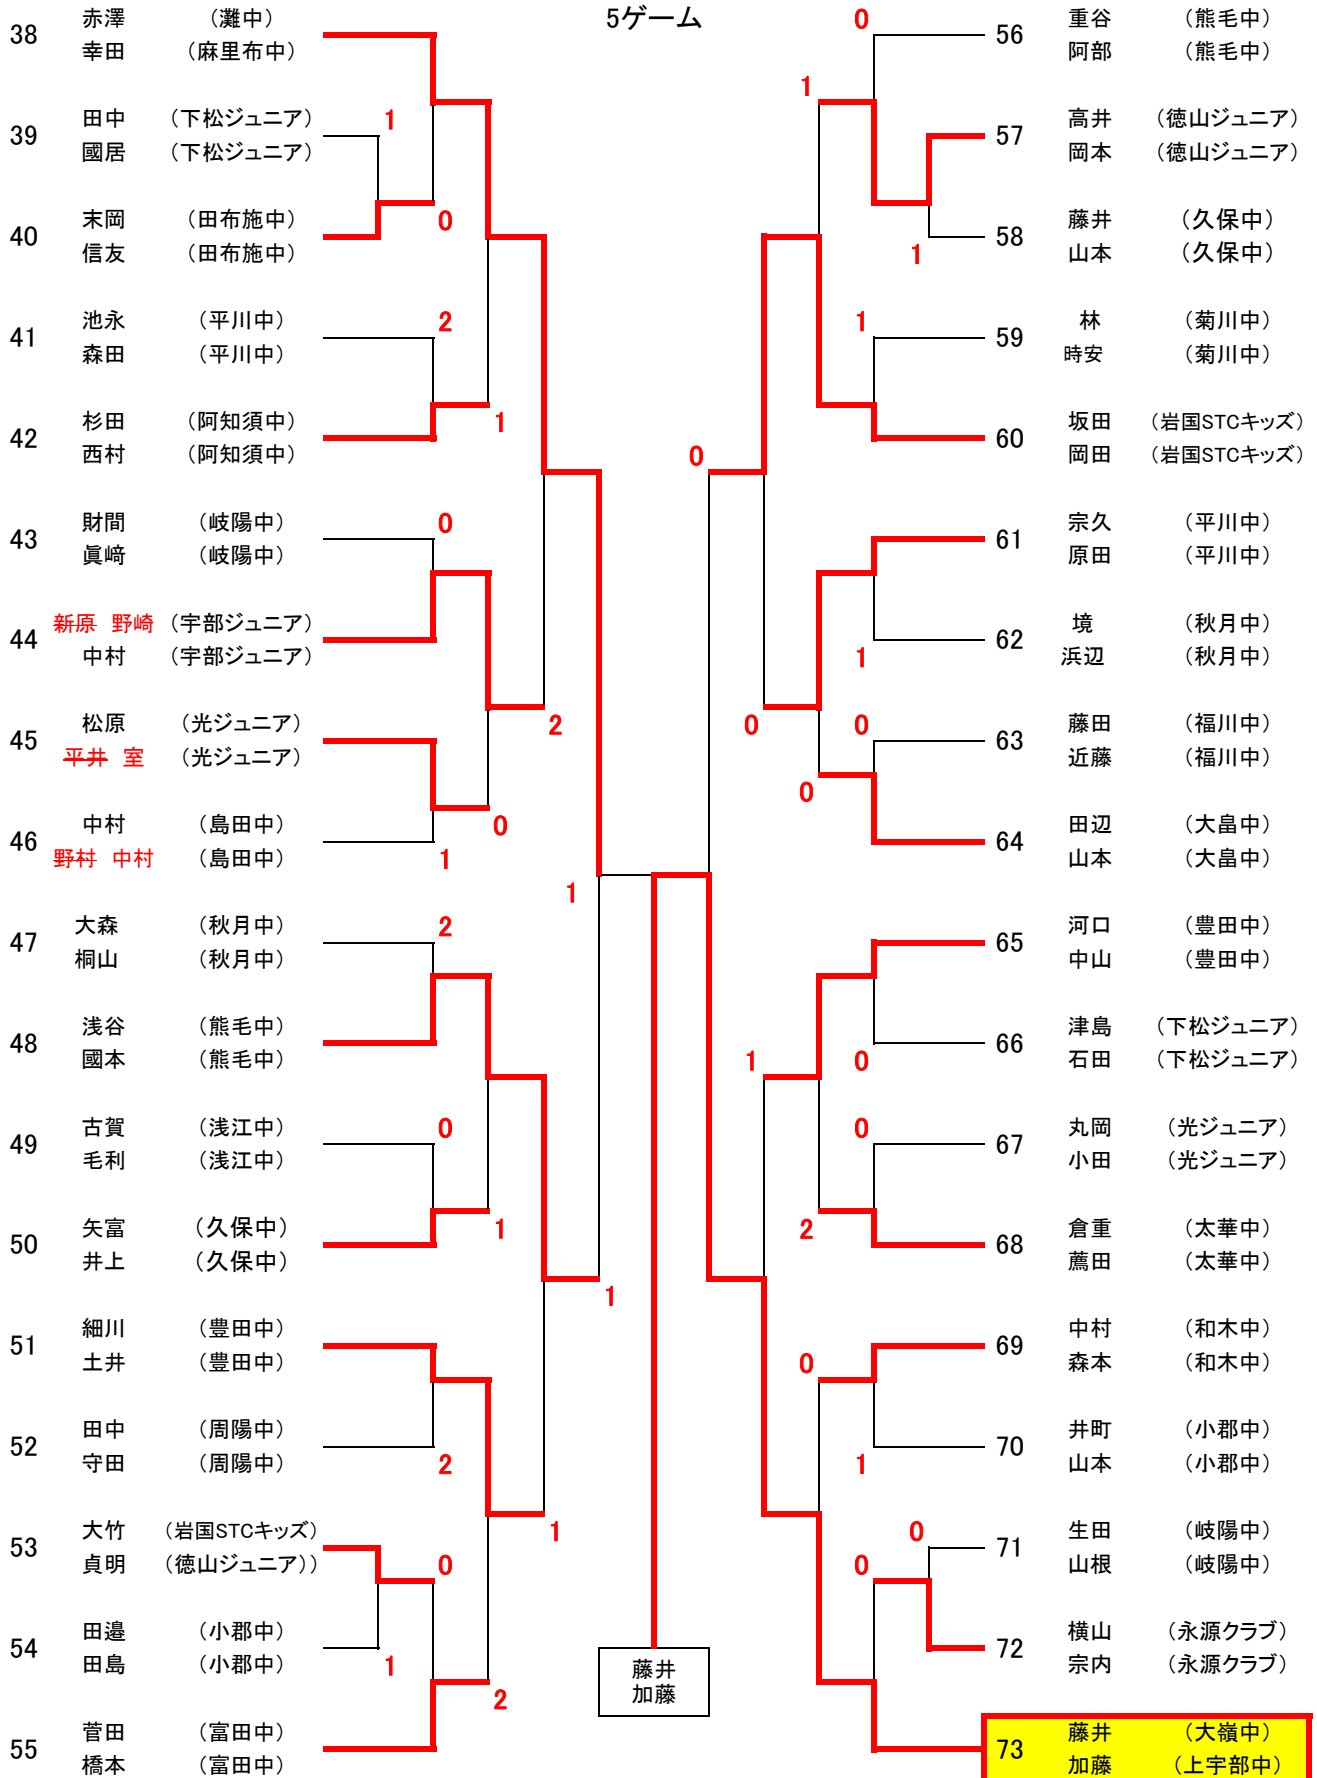 5ゲーム
38 赤澤 (灘中)
幸田 (麻里布中)
39 田中 (下松ジュニア) 1
國居 (下松ジュニア)
40 末岡 (田布施中) 0
信友 (田布施中)
41 池永 (平川中) 2
森田 (平川中)
42 杉田 (阿知須中) 1
西村 (阿知須中)
43 財間 (岐陽中) 0
眞﨑 (岐陽中)
44 新原 野崎 (宇部ジュニア)
中村 (宇部ジュニア)
2
45 松原 (光ジュニア)
平井 室 (光ジュニア)
46 中村 (島田中) 0
野村 中村 (島田中) 1
1
47 大森 (秋月中) 2
桐山 (秋月中)
48 浅谷 (熊毛中)
國本 (熊毛中)
49 古賀 (浅江中) 0
毛利 (浅江中)
50 矢富 (久保中) 1
井上 (久保中)
1
51 細川 (豊田中)
土井 (豊田中)
52 田中 (周陽中)
守田 (周陽中) 2
1
53 大竹 (岩国STCキッズ)
貞明 (徳山ジュニア)) 0
54 田邉 (小郡中)
田島 (小郡中) 1
2
55 菅田 (富田中)
橋本 (富田中)
藤井
加藤
0 56 重谷 (熊毛中)
阿部 (熊毛中)
1
57 高井 (徳山ジュニア)
岡本 (徳山ジュニア)
58 藤井 (久保中)
1 山本 (久保中)
1 59 林 (菊川中)
時安 (菊川中)
60 坂田 (岩国STCキッズ)
0 岡田 (岩国STCキッズ)
61 宗久 (平川中)
原田 (平川中)
62 境 (秋月中)
1 浜辺 (秋月中)
0 0 63 藤田 (福川中)
近藤 (福川中)
0
64 田辺 (大畠中)
山本 (大畠中)
65 河口 (豊田中)
中山 (豊田中)
66 津島 (下松ジュニア)
1 0 石田 (下松ジュニア)
0 67 丸岡 (光ジュニア)
小田 (光ジュニア)
2 68 倉重 (太華中)
薦田 (太華中)
69 中村 (和木中)
0 森本 (和木中)
70 井町 (小郡中)
1 山本 (小郡中)
0 71 生田 (岐陽中)
0 山根 (岐陽中)
72 横山 (永源クラブ)
宗内 (永源クラブ)
73 藤井 (大嶺中)
加藤 (上宇部中)